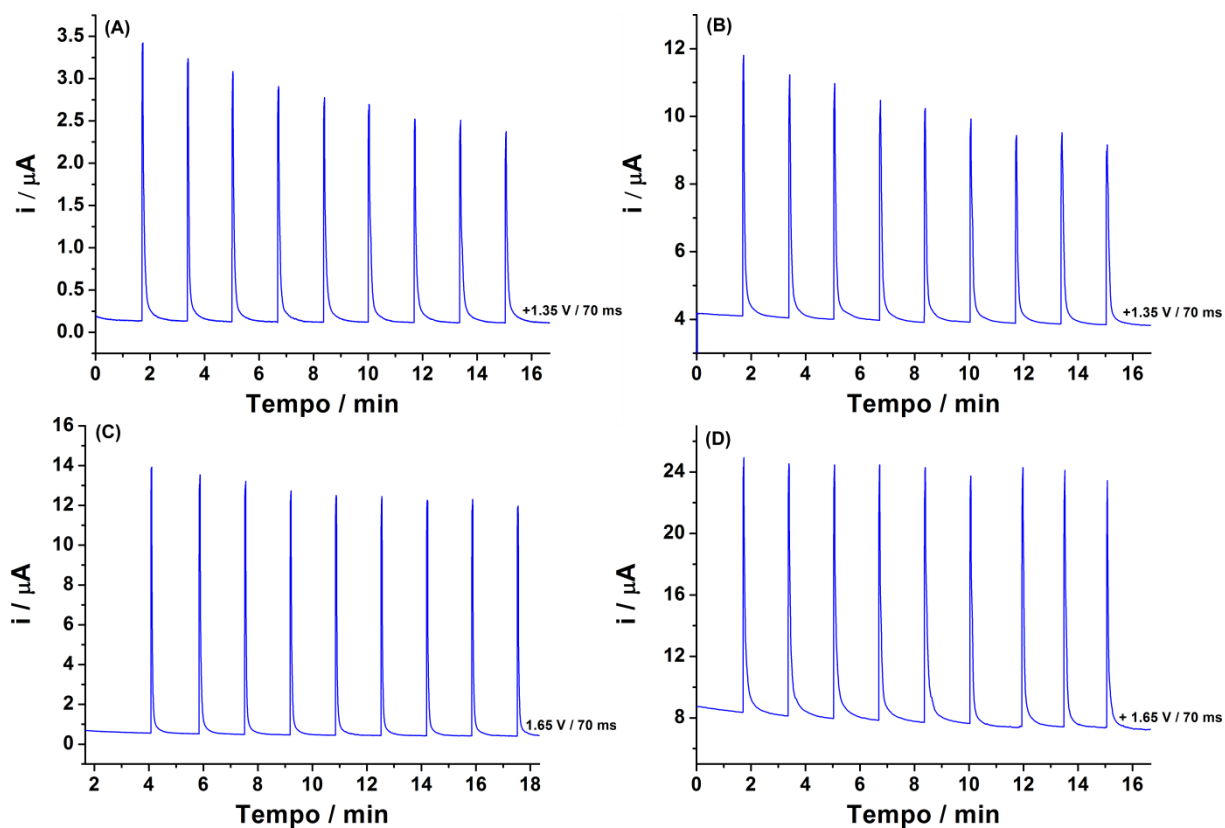 (A)
3.5
3.0
2.5
2.0
1.5
1.0
0.5
0.0
i / μA
+1.35 V / 70 ms
0 2 4 6 8 10 12 14 16
Tempo / min
(B)
12
10
8
6
4
i / μA
+1.35 V / 70 ms
0 2 4 6 8 10 12 14 16
Tempo / min
(C)
16
14
12
10
8
6
4
2
0
i / μA
1.65 V / 70 ms
2 4 6 8 10 12 14 16 18
Tempo / min
(D)
24
20
16
12
8
i / μA
+ 1.65 V / 70 ms
0 2 4 6 8 10 12 14 16
Tempo / min